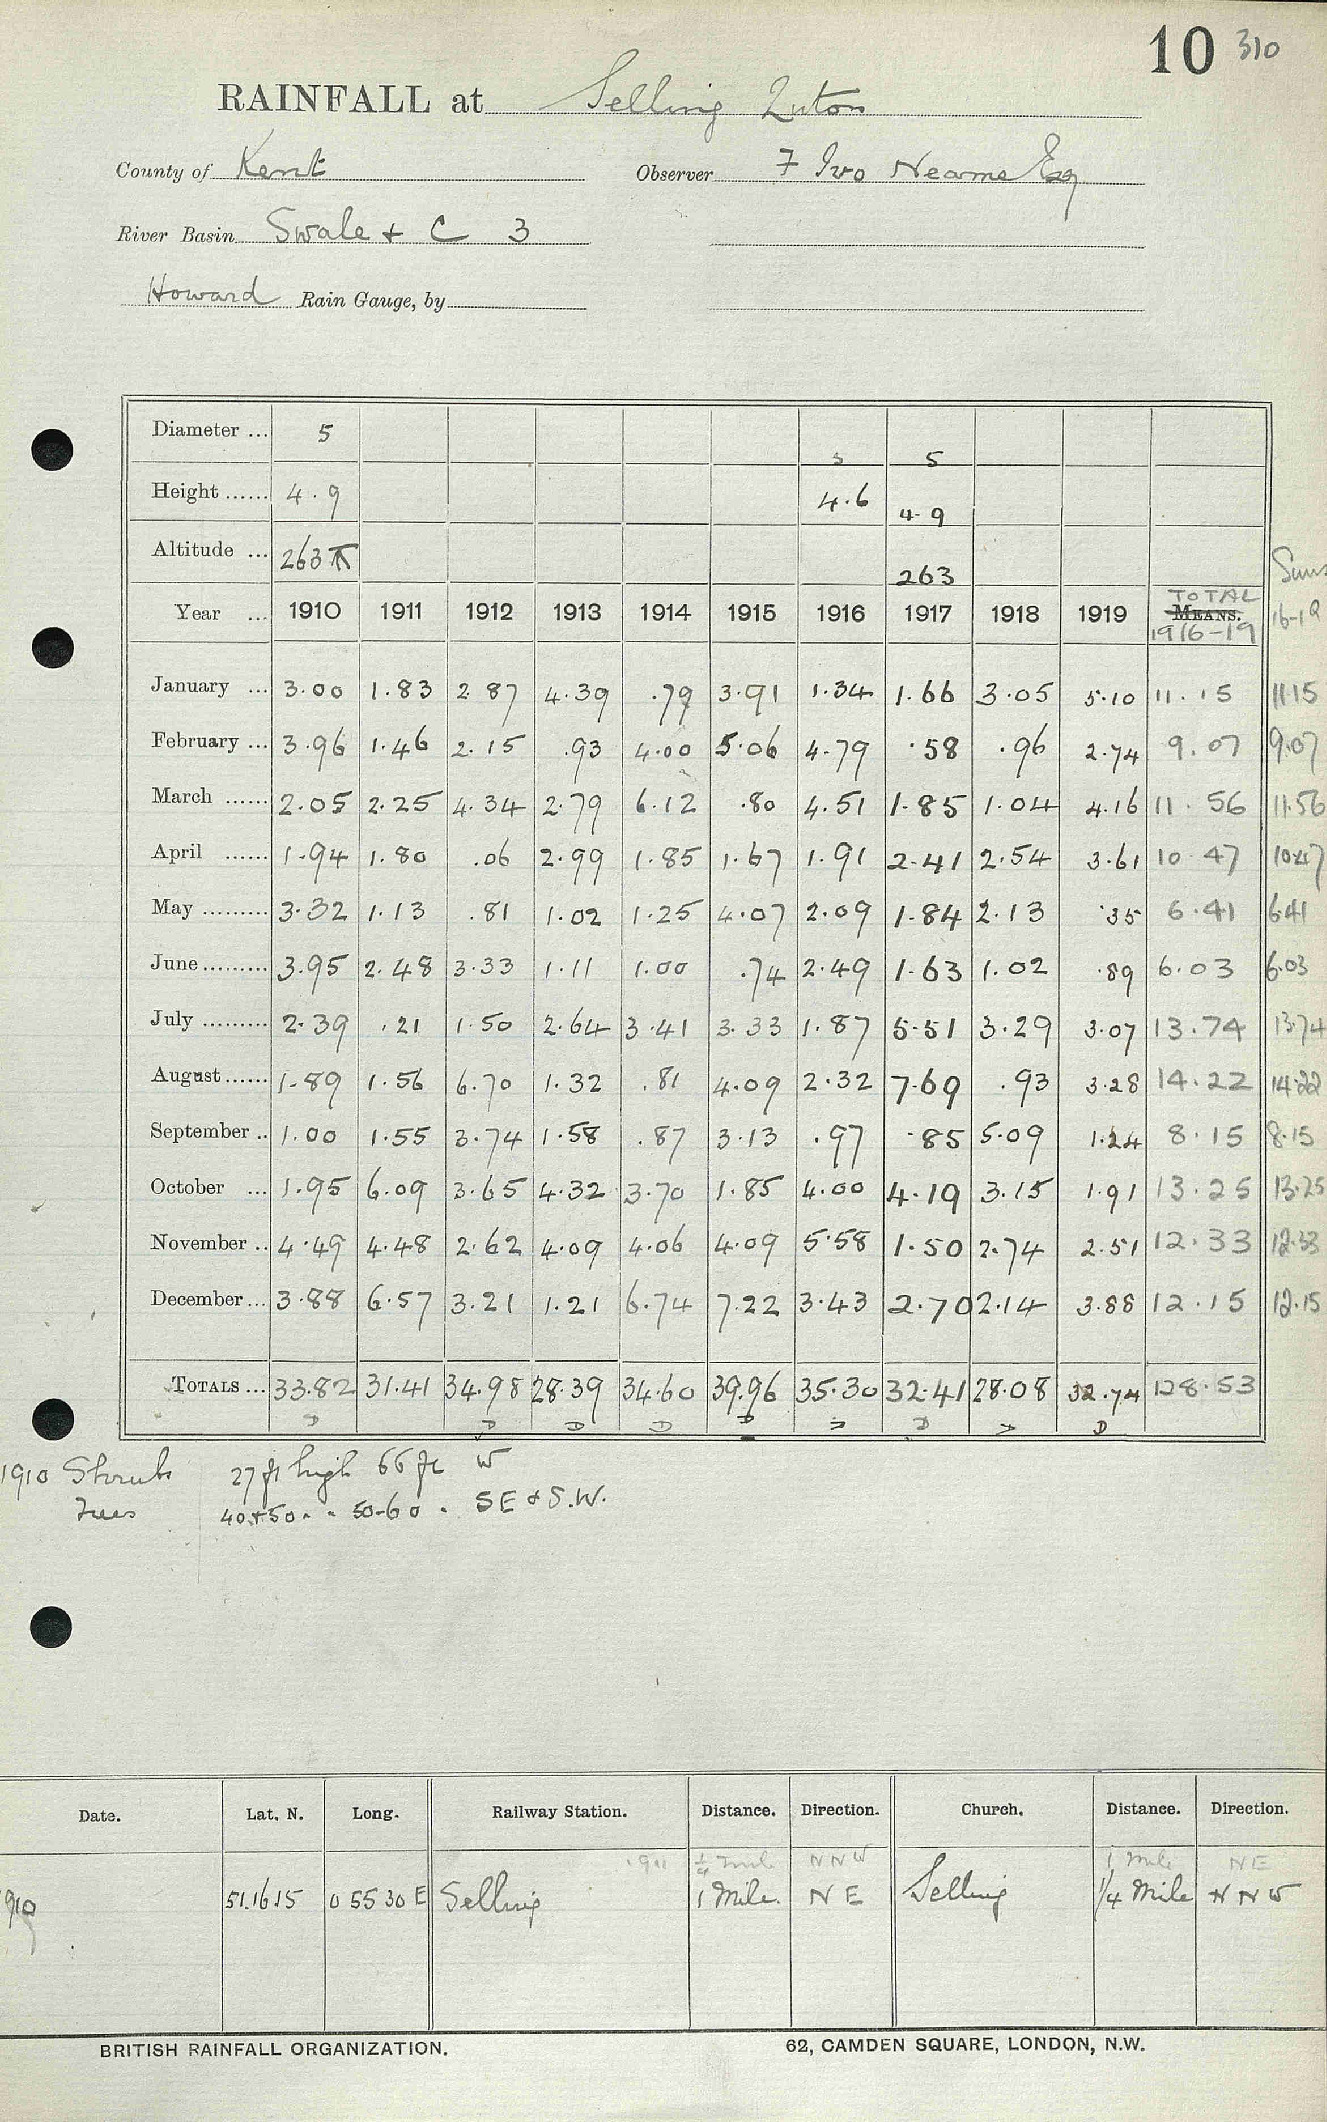 10 310
RAINFALL at Selling Luton
County of Kent Observer F Ivo Neame Esq
River Basin Swale + C 3
Howard Rain Gauge, by
Diameter ... 5 5 5
Height ...... 4.9 4.6 4.9
Altitude ... 263 263
Sums
Year ... 1910 1911 1912 1913 1914 1915 1916 1917 1918 1919 TOTAL MEANS. 1916-19 16-19
January ... 3.00 1.83 2.87 4.39 .79 3.91 1.34 1.66 3.05 5.10 11.15 11.15
February ... 3.96 1.46 2.15 .93 4.00 5.06 4.79 .58 .96 2.74 9.07 9.07
March ...... 2.05 2.25 4.34 2.79 6.12 .80 4.51 1.85 1.04 4.16 11.56 11.56
April ...... 1.94 1.80 .06 2.99 1.85 1.67 1.91 2.41 2.54 3.61 10.47 10.47
May ......... 3.32 1.13 .81 1.02 1.25 4.07 2.09 1.84 2.13 .35 6.41 6.41
June ......... 3.95 2.48 3.33 1.11 1.00 .74 2.49 1.63 1.02 .89 6.03 6.03
July ......... 2.39 .21 1.50 2.64 3.41 3.33 1.87 5.51 3.29 3.07 13.74 13.74
August ...... 1.89 1.56 6.70 1.32 .81 4.09 2.32 7.69 .93 3.28 14.22 14.22
September .. 1.00 1.55 3.74 1.58 .87 3.13 .97 .85 5.09 1.24 8.15 8.15
October ... 1.95 6.09 3.65 4.32 3.70 1.85 4.00 4.19 3.15 1.91 13.25 13.25
November .. 4.49 4.48 2.62 4.09 4.06 4.09 5.58 1.50 2.74 2.51 12.33 12.33
December ... 3.88 6.57 3.21 1.21 6.74 7.22 3.43 2.70 2.14 3.88 12.15 12.15
TOTALS ... 33.82 31.41 34.98 28.39 34.60 39.96 35.30 32.41 28.08 32.74 128.53
D D D D D D D D D
1910 Shrubs 27 ft high 66 ft W
Trees 40+50 " " 50-60 " SE & S.W.
Date. Lat. N. Long. Railway Station. Distance. Direction. Church. Distance. Direction.
1911 1/4 mile NNW 1 Mile NE
1910 51.16.15 0 55 30 E Selling 1 Mile. NE Selling 1/4 Mile NNW
BRITISH RAINFALL ORGANIZATION. 62, CAMDEN SQUARE, LONDON, N.W.